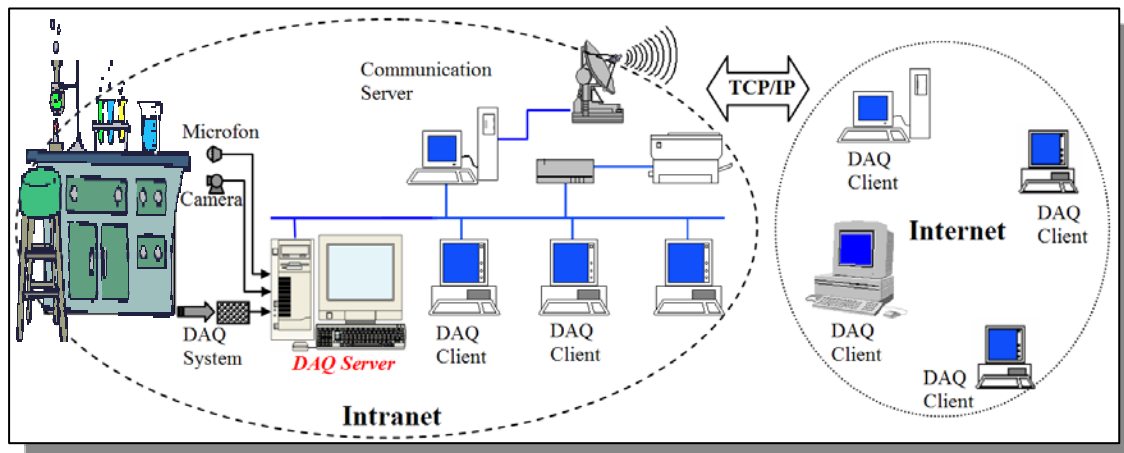 Communication
Server
Microfon
Camera
DAQ
System
DAQ Server
DAQ
Client
DAQ
Client
Intranet
TCP/IP
DAQ
Client
DAQ
Client
Internet
DAQ
Client
DAQ
Client